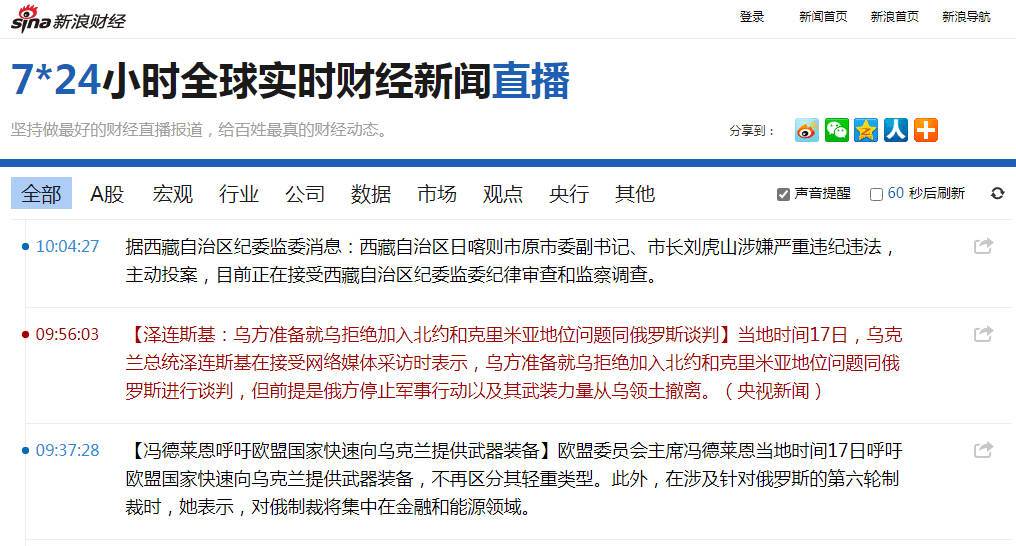 sina新浪财经
登录 新闻首页 新浪首页 新浪导航
7*24小时全球实时财经新闻直播
坚持做最好的财经直播报道，给百姓最真的财经动态。
分享到：
全部 A股 宏观 行业 公司 数据 市场 观点 央行 其他
声音提醒 60 秒后刷新
10:04:27 据西藏自治区纪委监委消息：西藏自治区日喀则市原市委副书记、市长刘虎山涉嫌严重违纪违法，
主动投案，目前正在接受西藏自治区纪委监委纪律审查和监察调查。
09:56:03 【泽连斯基：乌方准备就乌拒绝加入北约和克里米亚地位问题同俄罗斯谈判】当地时间17日，乌克
兰总统泽连斯基在接受网络媒体采访时表示，乌方准备就乌拒绝加入北约和克里米亚地位问题同俄
罗斯进行谈判，但前提是俄方停止军事行动以及其武装力量从乌领土撤离。（央视新闻）
09:37:28 【冯德莱恩呼吁欧盟国家快速向乌克兰提供武器装备】欧盟委员会主席冯德莱恩当地时间17日呼吁
欧盟国家快速向乌克兰提供武器装备，不再区分其轻重类型。此外，在涉及针对俄罗斯的第六轮制
裁时，她表示，对俄制裁将集中在金融和能源领域。